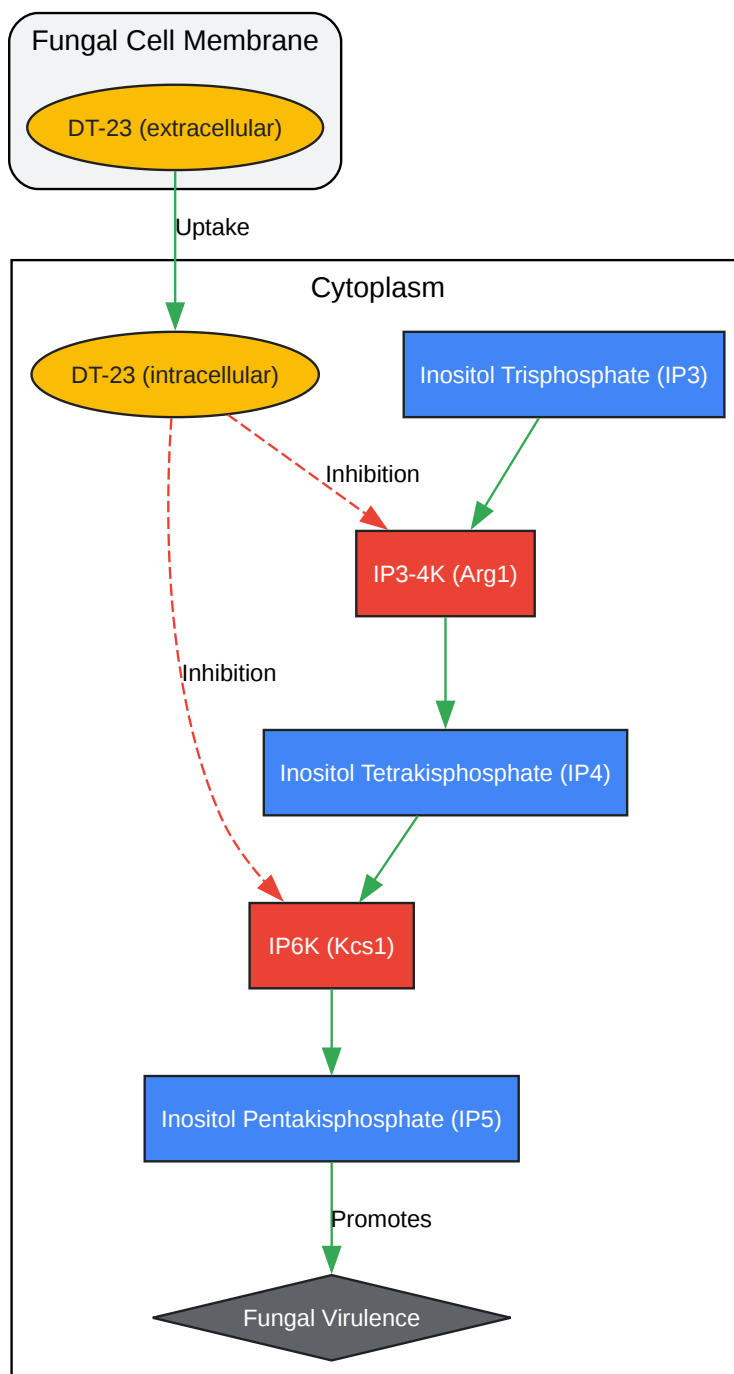 Fungal Cell Membrane
DT-23 (extracellular)
Uptake
Cytoplasm
DT-23 (intracellular)
Inositol Trisphosphate (IP3)
Inhibition
IP3-4K (Arg1)
Inhibition
Inositol Tetrakisphosphate (IP4)
IP6K (Kcs1)
Inositol Pentakisphosphate (IP5)
Promotes
Fungal Virulence